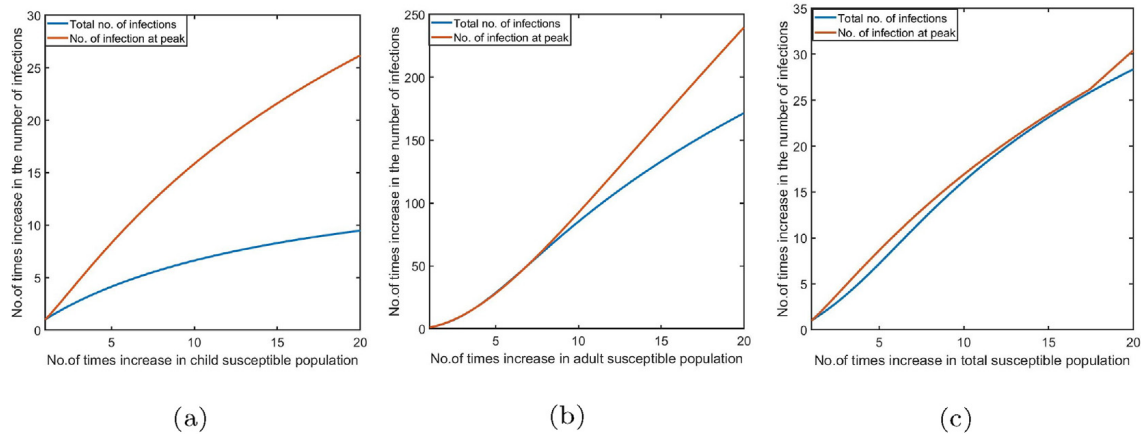 No.of times increase in the number of infections
30
25
20
15
10
5
0
Total no. of infections
No. of infection at peak
5
10
15
20
No.of times increase in child susceptible population
(a)
No.of times increase in the number of infections
250
200
150
100
50
0
Total no. of infections
No. of infection at peak
5
10
15
20
No.of times increase in adult susceptible population
(b)
No.of times increase in the number of infections
35
30
25
20
15
10
5
0
Total no. of infections
No. of infection at peak
5
10
15
20
No.of times increase in total susceptible population
(c)